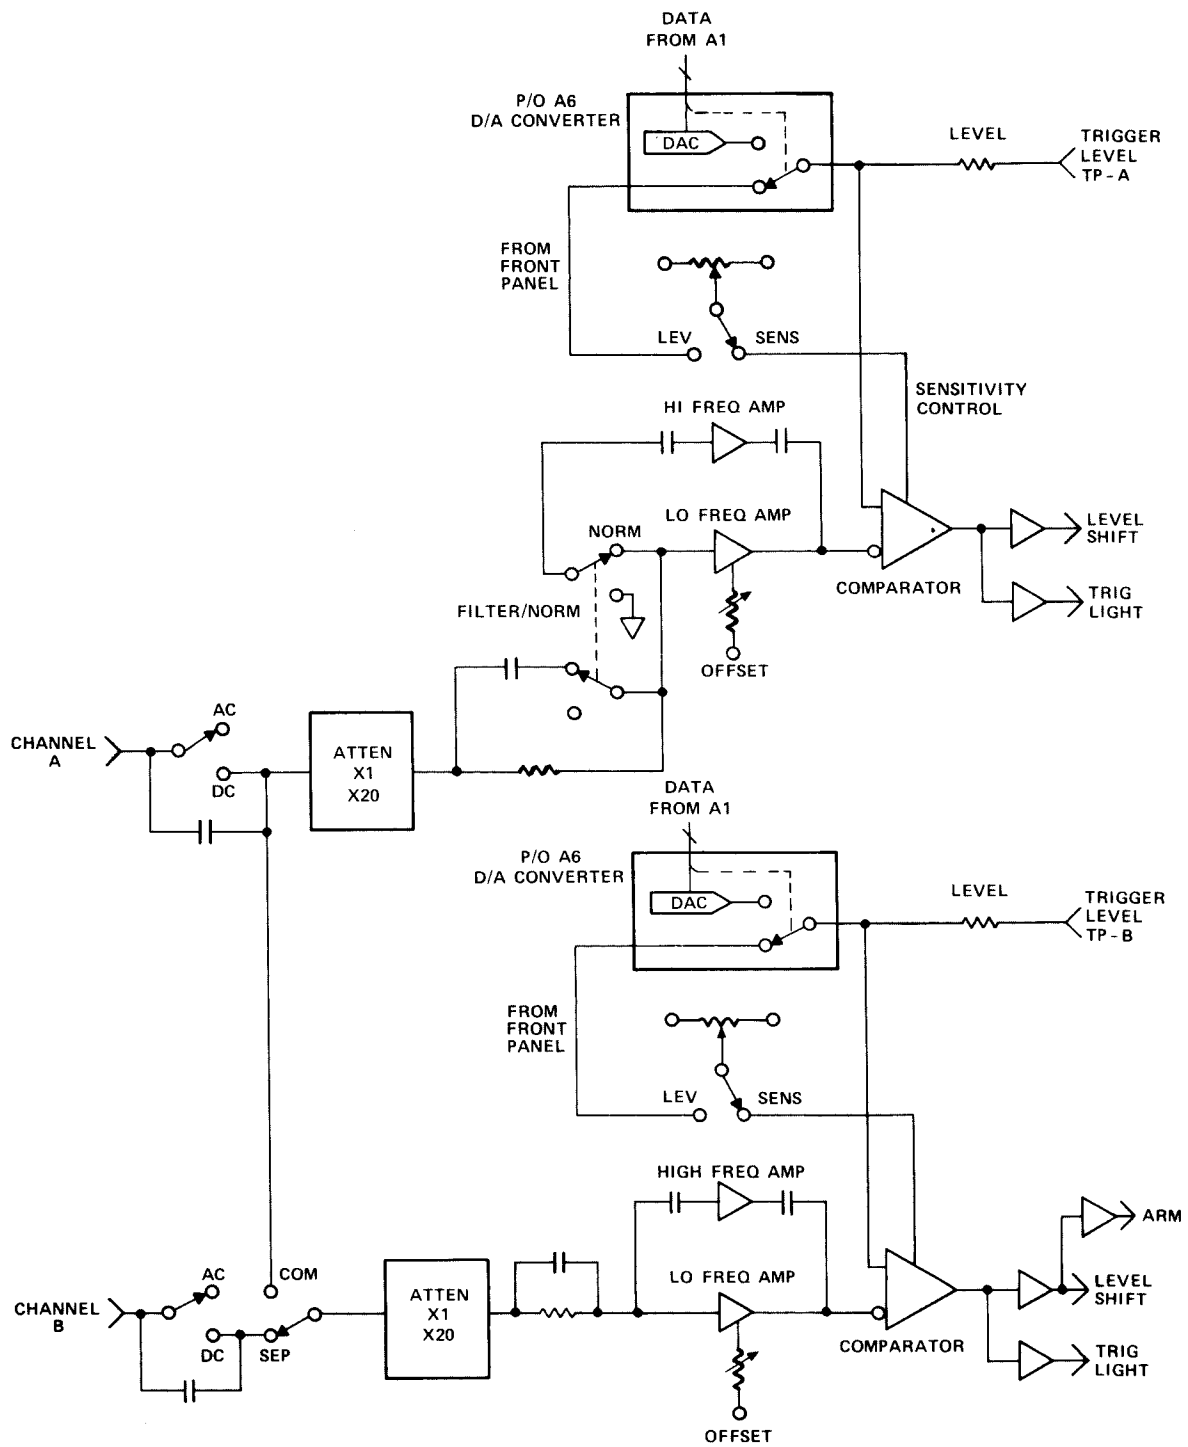 DATA
FROM A1
P/O A6
D/A CONVERTER
DAC
LEVEL
TRIGGER
LEVEL
TP-A
FROM
FRONT
PANEL
LEV
SENS
SENSITIVITY
CONTROL
HI FREQ AMP
LO FREQ AMP
NORM
LEVEL
SHIFT
COMPARATOR
TRIG
LIGHT
FILTER/NORM
OFFSET
AC
CHANNEL
A
DC
ATTEN
X1
X20
DATA
FROM A1
P/O A6
D/A CONVERTER
DAC
LEVEL
TRIGGER
LEVEL
TP-B
FROM
FRONT
PANEL
LEV
SENS
HIGH FREQ AMP
ARM
LO FREQ AMP
AC
COM
CHANNEL
B
DC
SEP
ATTEN
X1
X20
LEVEL
SHIFT
COMPARATOR
TRIG
LIGHT
OFFSET